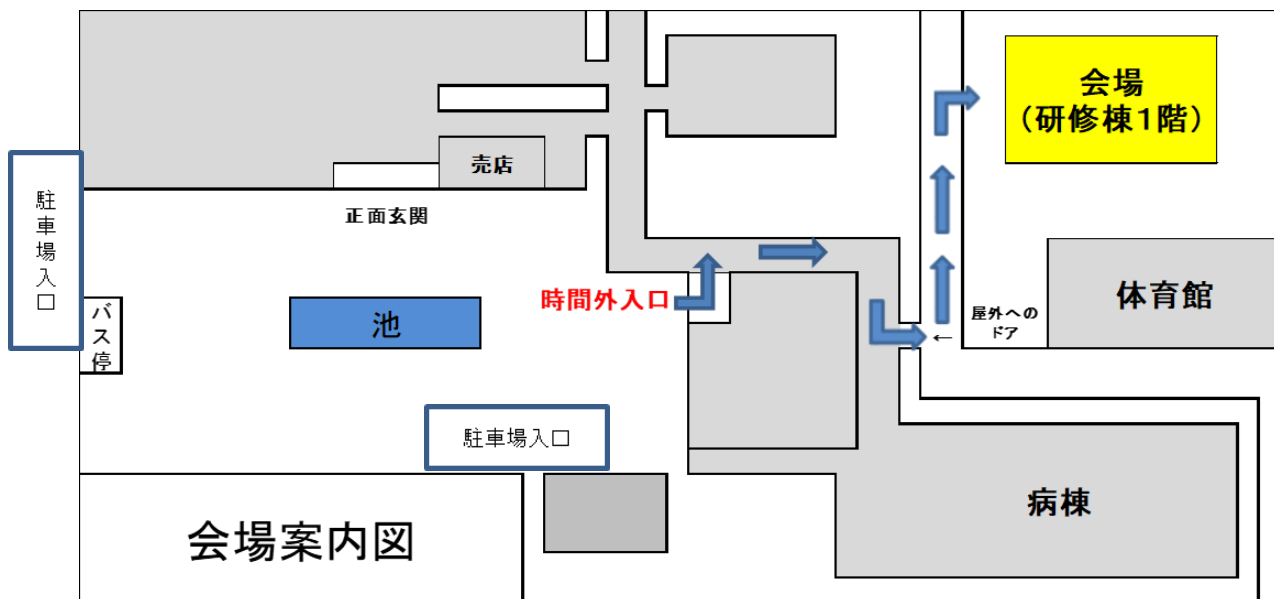 会場
（研修棟１階）
売店
駐車場入口
正面玄関
時間外入口
体育館
バス停
池
屋外への
ドア
←
駐車場入口
病棟
会場案内図